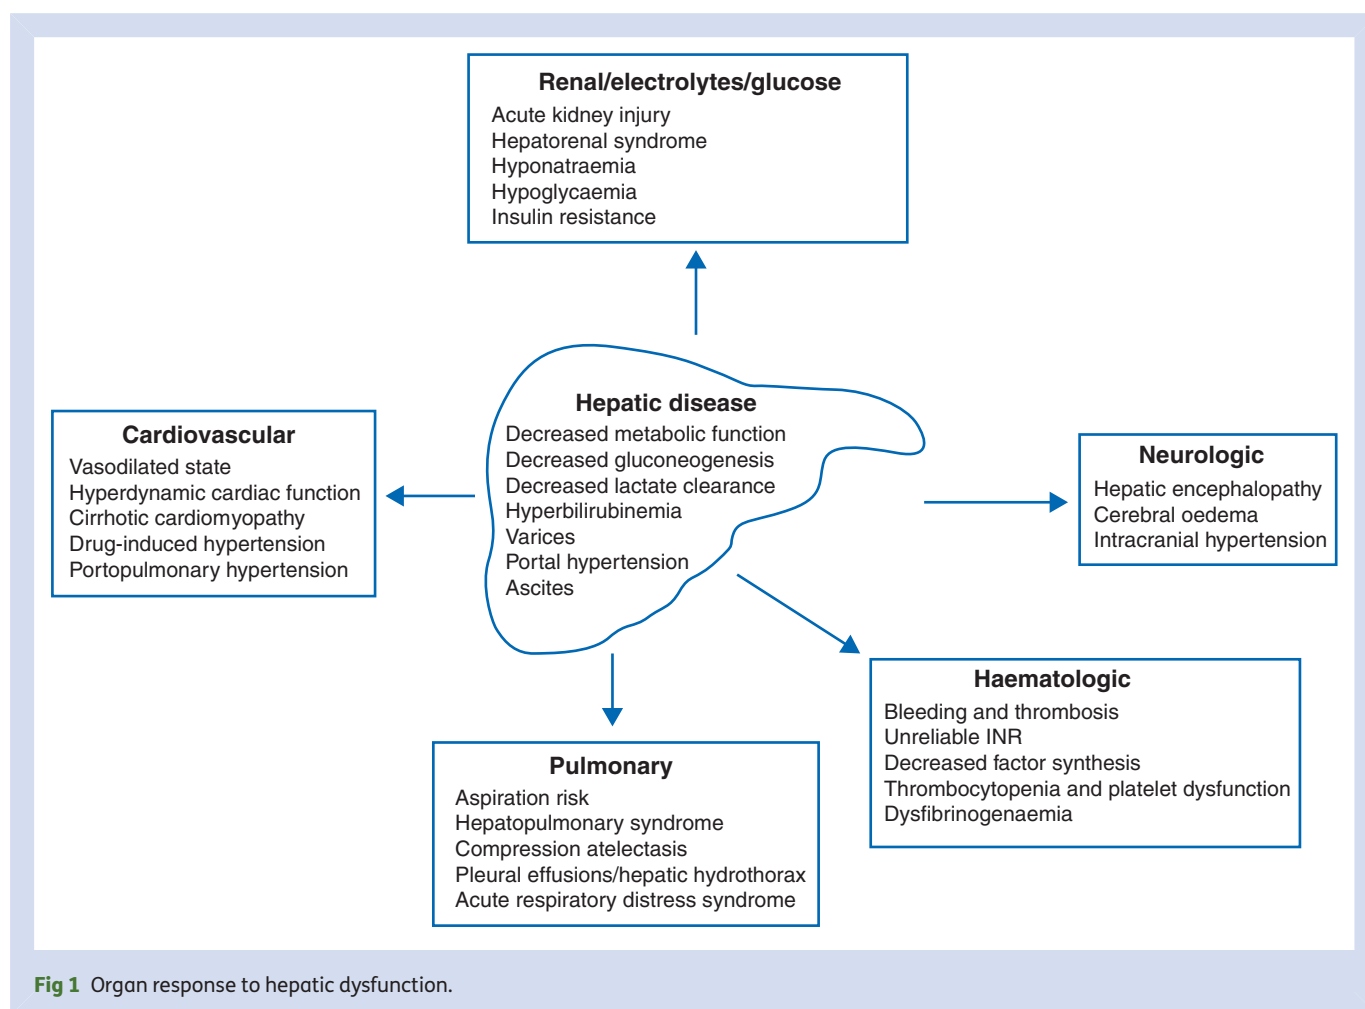 Renal/electrolytes/glucose
Acute kidney injury
Hepatorenal syndrome
Hyponatraemia
Hypoglycaemia
Insulin resistance
Hepatic disease
Decreased metabolic function
Decreased gluconeogenesis
Decreased lactate clearance
Hyperbilirubinemia
Varices
Portal hypertension
Ascites
Cardiovascular
Vasodilated state
Hyperdynamic cardiac function
Cirrhotic cardiomyopathy
Drug-induced hypertension
Portopulmonary hypertension
Neurologic
Hepatic encephalopathy
Cerebral oedema
Intracranial hypertension
Haematologic
Bleeding and thrombosis
Unreliable INR
Decreased factor synthesis
Thrombocytopenia and platelet dysfunction
Dysfibrinogenaemia
Pulmonary
Aspiration risk
Hepatopulmonary syndrome
Compression atelectasis
Pleural effusions/hepatic hydrothorax
Acute respiratory distress syndrome
Fig 1 Organ response to hepatic dysfunction.